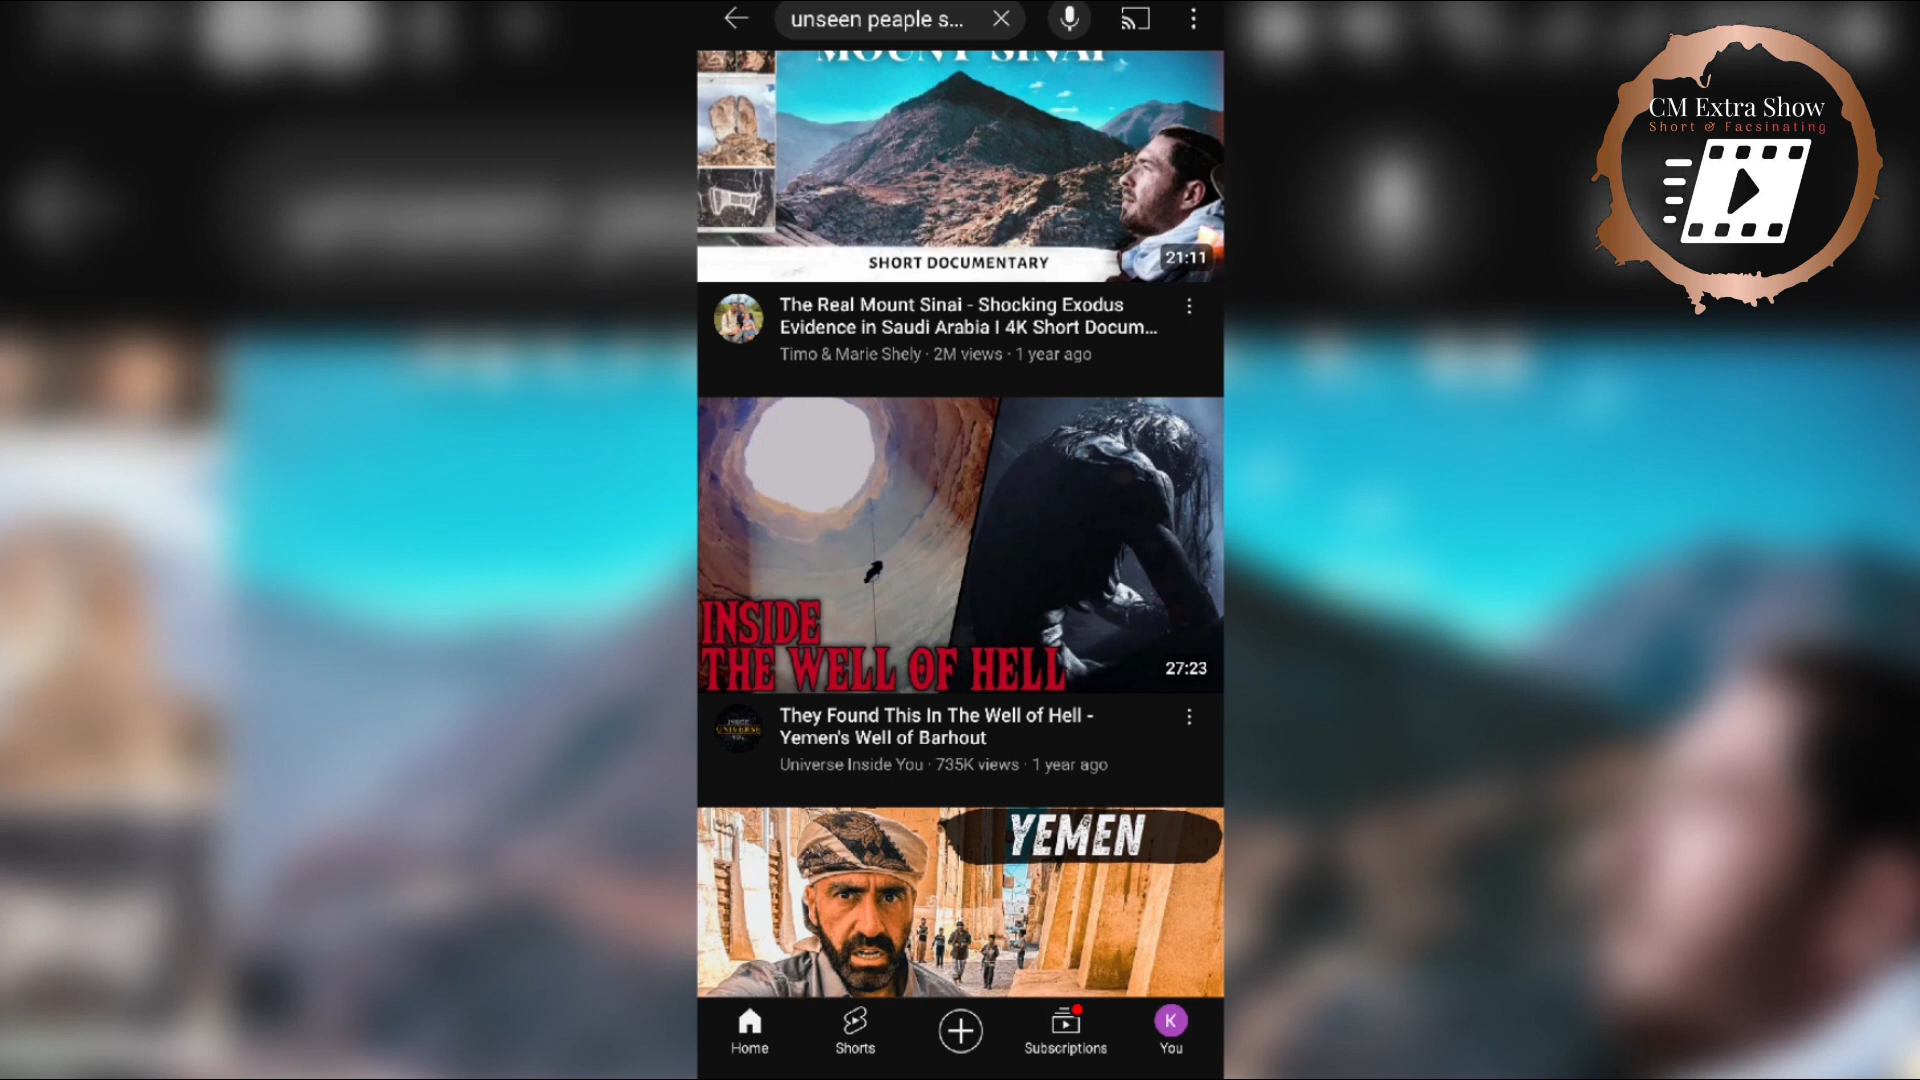 unseen peaple s...
CM Extra Show
Short & Facsinating
MOUNT SINAI
SHORT DOCUMENTARY
21:11
The Real Mount Sinai - Shocking Exodus
Evidence in Saudi Arabia I 4K Short Docum...
Timo & Marie Shely · 2M views · 1 year ago
INSIDE
THE WELL OF HELL
27:23
They Found This In The Well of Hell -
Yemen's Well of Barhout
Universe Inside You · 735K views · 1 year ago
YEMEN
Home
Shorts
Subscriptions
K
You